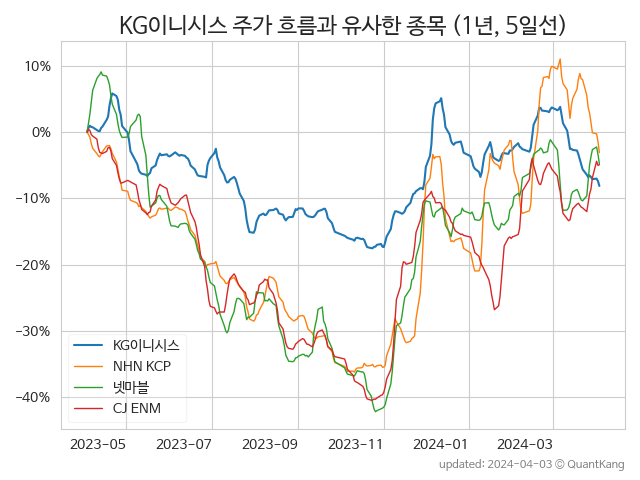 KG이니시스 주가 흐름과 유사한 종목 (1년, 5일선)
10%
0%
-10%
-20%
-30%
-40%
KG이니시스
NHN KCP
넷마블
CJ ENM
2023-05
2023-07
2023-09
2023-11
2024-01
2024-03
updated: 2024-04-03 © QuantKang